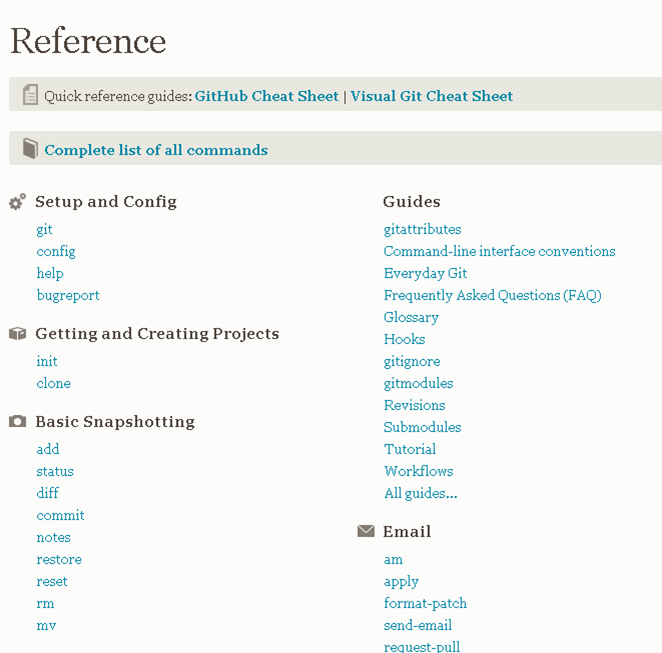 Reference
Quick reference guides: GitHub Cheat Sheet | Visual Git Cheat Sheet
Complete list of all commands
Setup and Config
git
config
help
bugreport
Getting and Creating Projects
init
clone
Basic Snapshotting
add
status
diff
commit
notes
restore
reset
rm
mv
Guides
gitattributes
Command-line interface conventions
Everyday Git
Frequently Asked Questions (FAQ)
Glossary
Hooks
gitignore
gitmodules
Revisions
Submodules
Tutorial
Workflows
All guides...
Email
am
apply
format-patch
send-email
request-pull